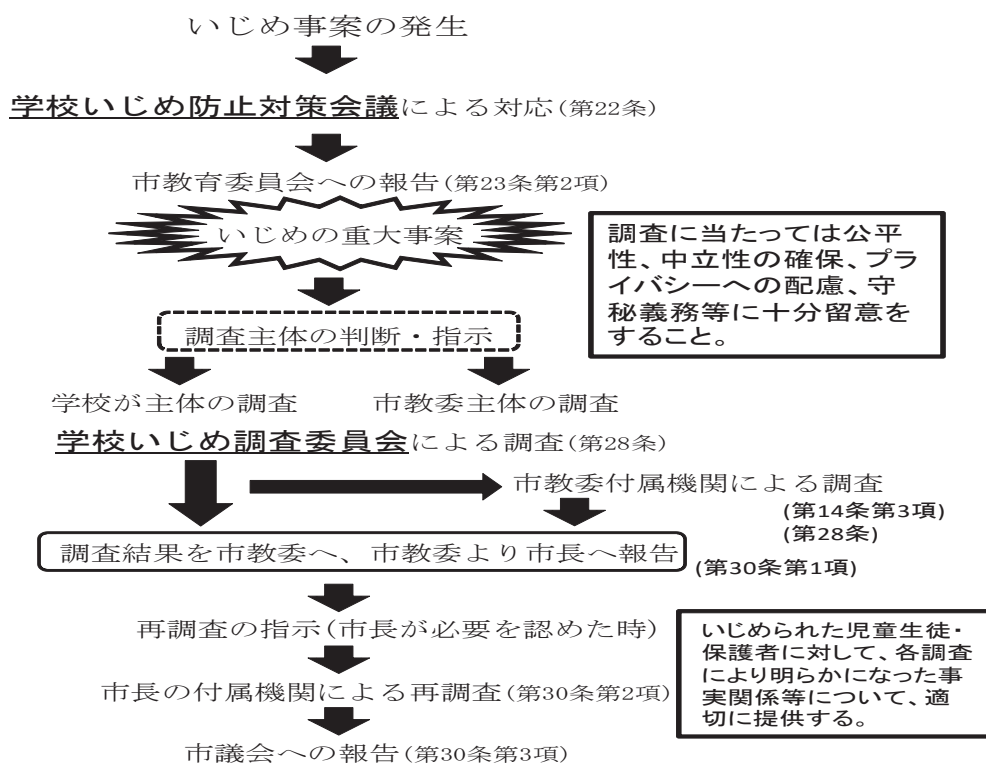 いじめ事案の発生
学校いじめ防止対策会議による対応(第22条)
市教育委員会への報告(第23条第2項)
いじめの重大事案
調査に当たっては公平
性、中立性の確保、プラ
イバシーへの配慮、守
秘義務等に十分留意を
すること。
調査主体の判断・指示
学校が主体の調査
市教委主体の調査
学校いじめ調査委員会による調査(第28条)
市教委付属機関による調査
(第14条第3項)
(第28条)
調査結果を市教委へ、市教委より市長へ報告
(第30条第1項)
再調査の指示(市長が必要を認めた時)
いじめられた児童生徒・
保護者に対して、各調査
により明らかになった事
実関係等について、適
切に提供する。
市長の付属機関による再調査(第30条第2項)
市議会への報告(第30条第3項)